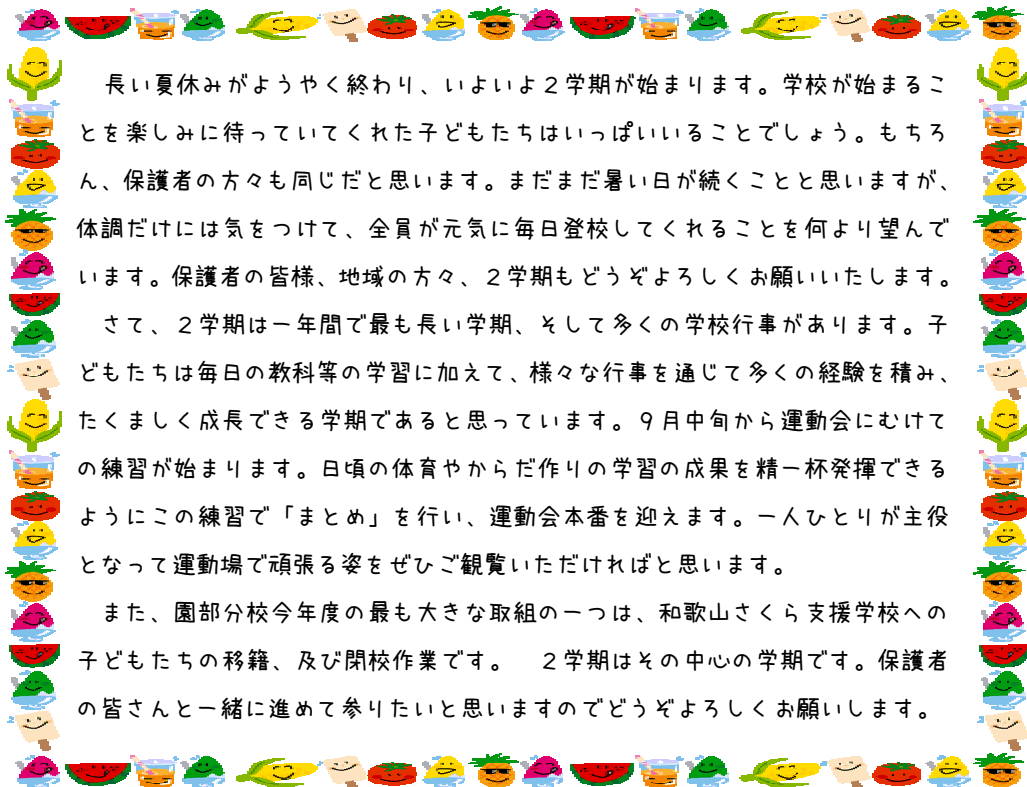 長い夏休みがようやく終わり、いよいよ２学期が始まります。学校が始まるこ
とを楽しみに待っていてくれた子どもたちはいっぱいいることでしょう。もちろ
ん、保護者の方々も同じだと思います。まだまだ暑い日が続くことと思いますが、
体調だけには気をつけて、全員が元気に毎日登校してくれることを何より望んで
います。保護者の皆様、地域の方々、２学期もどうぞよろしくお願いいたします。
さて、２学期は一年間で最も長い学期、そして多くの学校行事があります。子
どもたちは毎日の教科等の学習に加えて、様々な行事を通じて多くの経験を積み、
たくましく成長できる学期であると思っています。９月中旬から運動会にむけて
の練習が始まります。日頃の体育やからだ作りの学習の成果を精一杯発揮できる
ようにこの練習で「まとめ」を行い、運動会本番を迎えます。一人ひとりが主役
となって運動場で頑張る姿をぜひご観覧いただければと思います。
また、園部分校今年度の最も大きな取組の一つは、和歌山さくら支援学校への
子どもたちの移籍、及び閉校作業です。　２学期はその中心の学期です。保護者
の皆さんと一緒に進めて参りたいと思いますのでどうぞよろしくお願いします。